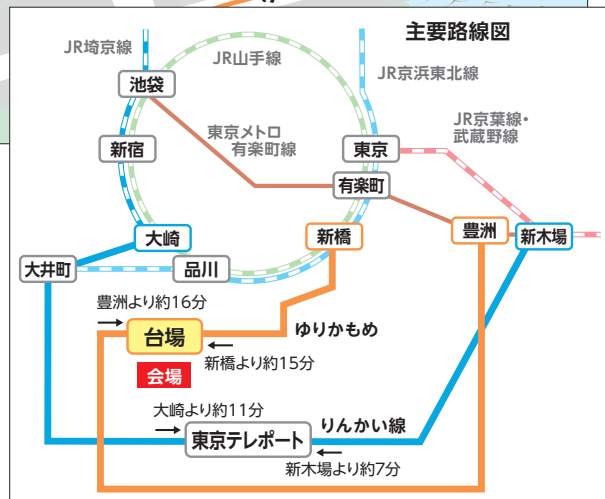 主要路線図
JR埼京線
JR山手線
JR京浜東北線
池袋
JR京葉線・
武蔵野線
東京メトロ
有楽町線
新宿
東京
有楽町
大崎
新橋
豊洲
新木場
大井町
品川
豊洲より約16分
台場
ゆりかもめ
新橋より約15分
会場
大崎より約11分
東京テレポート
りんかい線
新木場より約7分